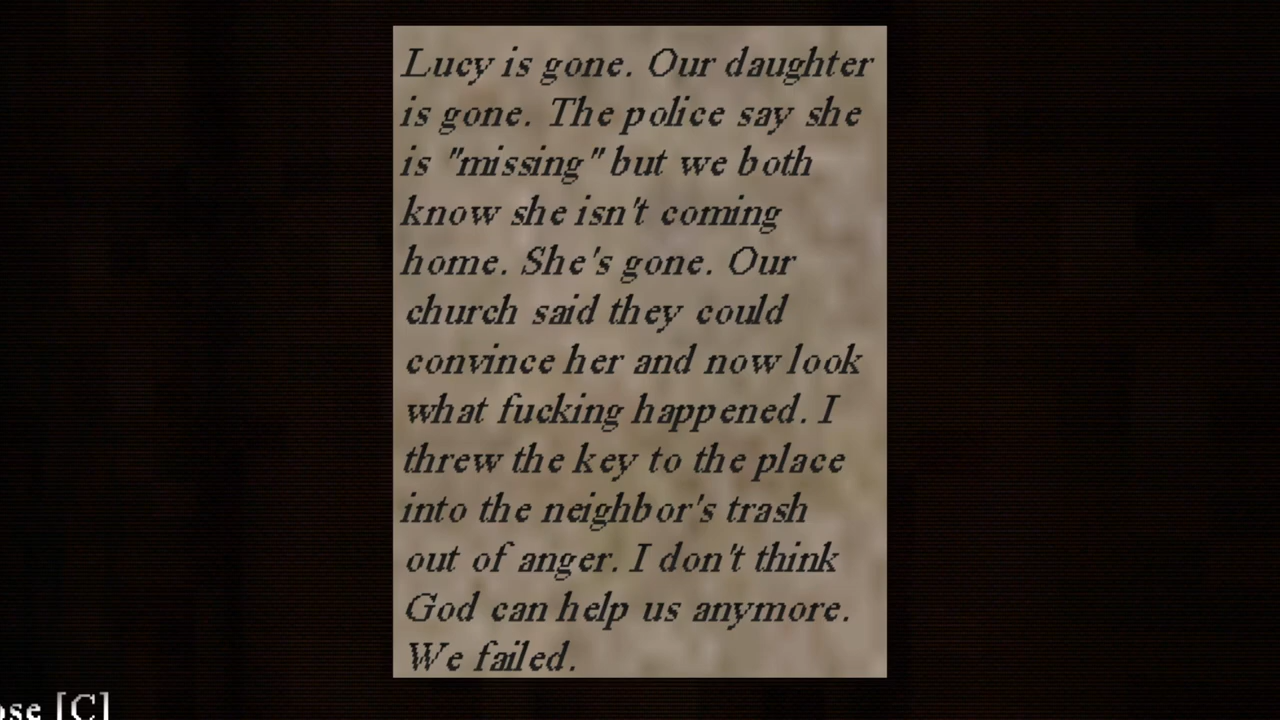 Lucy is gone. Our daughter
is gone. The police say she
is "missing" but we both
know she isn't coming
home. She's gone. Our
church said they could
convince her and now look
what fucking happened. I
threw the key to the place
into the neighbor's trash
out of anger. I don't think
God can help us anymore.
We failed.
ose [C]